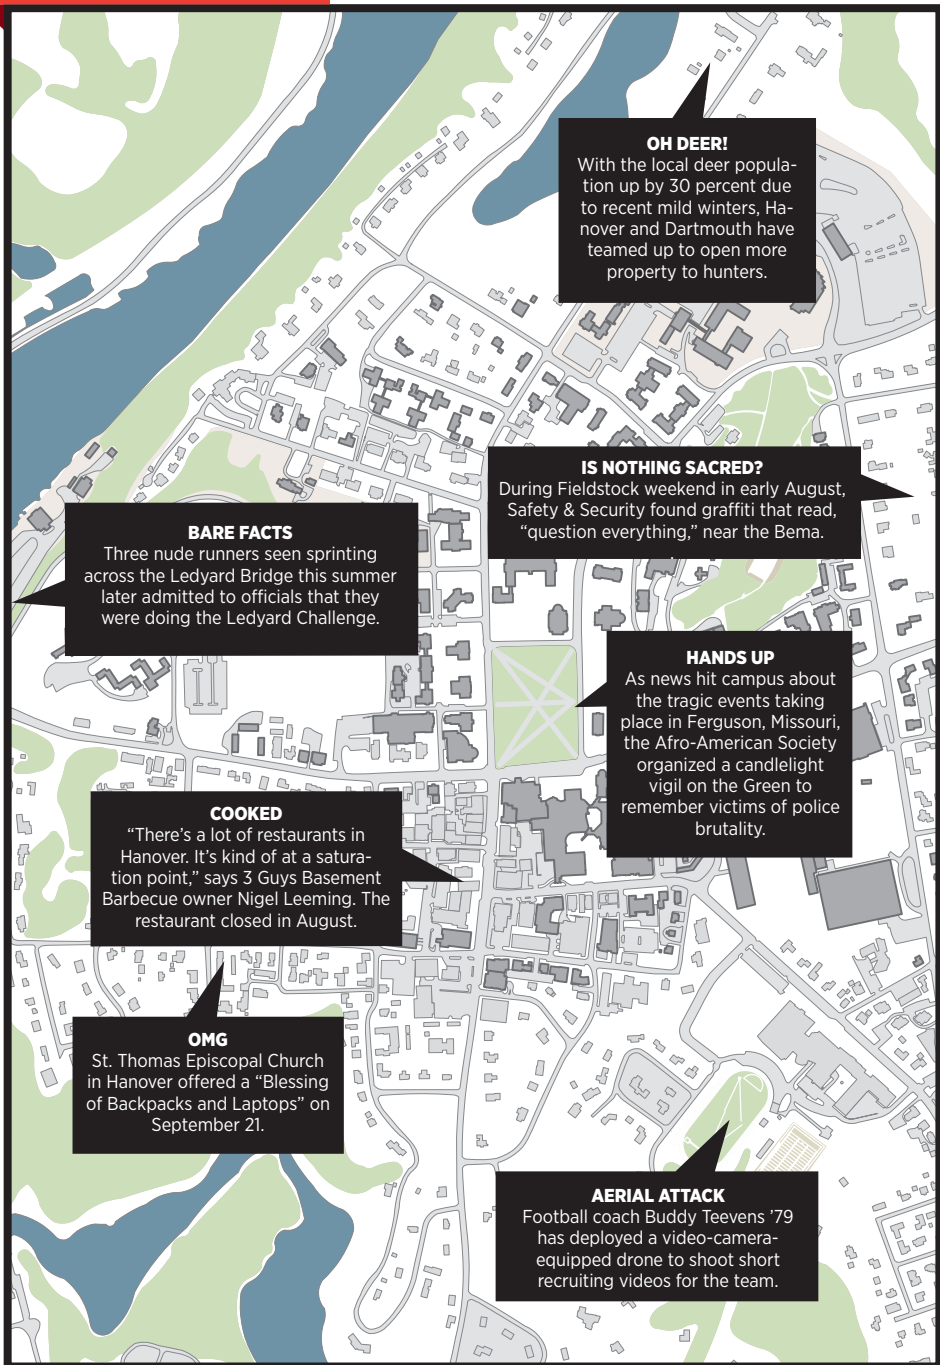 OH DEER!
With the local deer popula-
tion up by 30 percent due
to recent mild winters, Ha-
nover and Dartmouth have
teamed up to open more
property to hunters.
IS NOTHING SACRED?
During Fieldstock weekend in early August,
Safety & Security found graffiti that read,
“question everything,” near the Bema.
BARE FACTS
Three nude runners seen sprinting
across the Ledyard Bridge this summer
later admitted to officials that they
were doing the Ledyard Challenge.
HANDS UP
As news hit campus about
the tragic events taking
place in Ferguson, Missouri,
the Afro-American Society
organized a candlelight
vigil on the Green to
remember victims of police
brutality.
COOKED
“There’s a lot of restaurants in
Hanover. It’s kind of at a satura-
tion point,” says 3 Guys Basement
Barbecue owner Nigel Leeming. The
restaurant closed in August.
OMG
St. Thomas Episcopal Church
in Hanover offered a “Blessing
of Backpacks and Laptops” on
September 21.
AERIAL ATTACK
Football coach Buddy Teevens ’79
has deployed a video-camera-
equipped drone to shoot short
recruiting videos for the team.